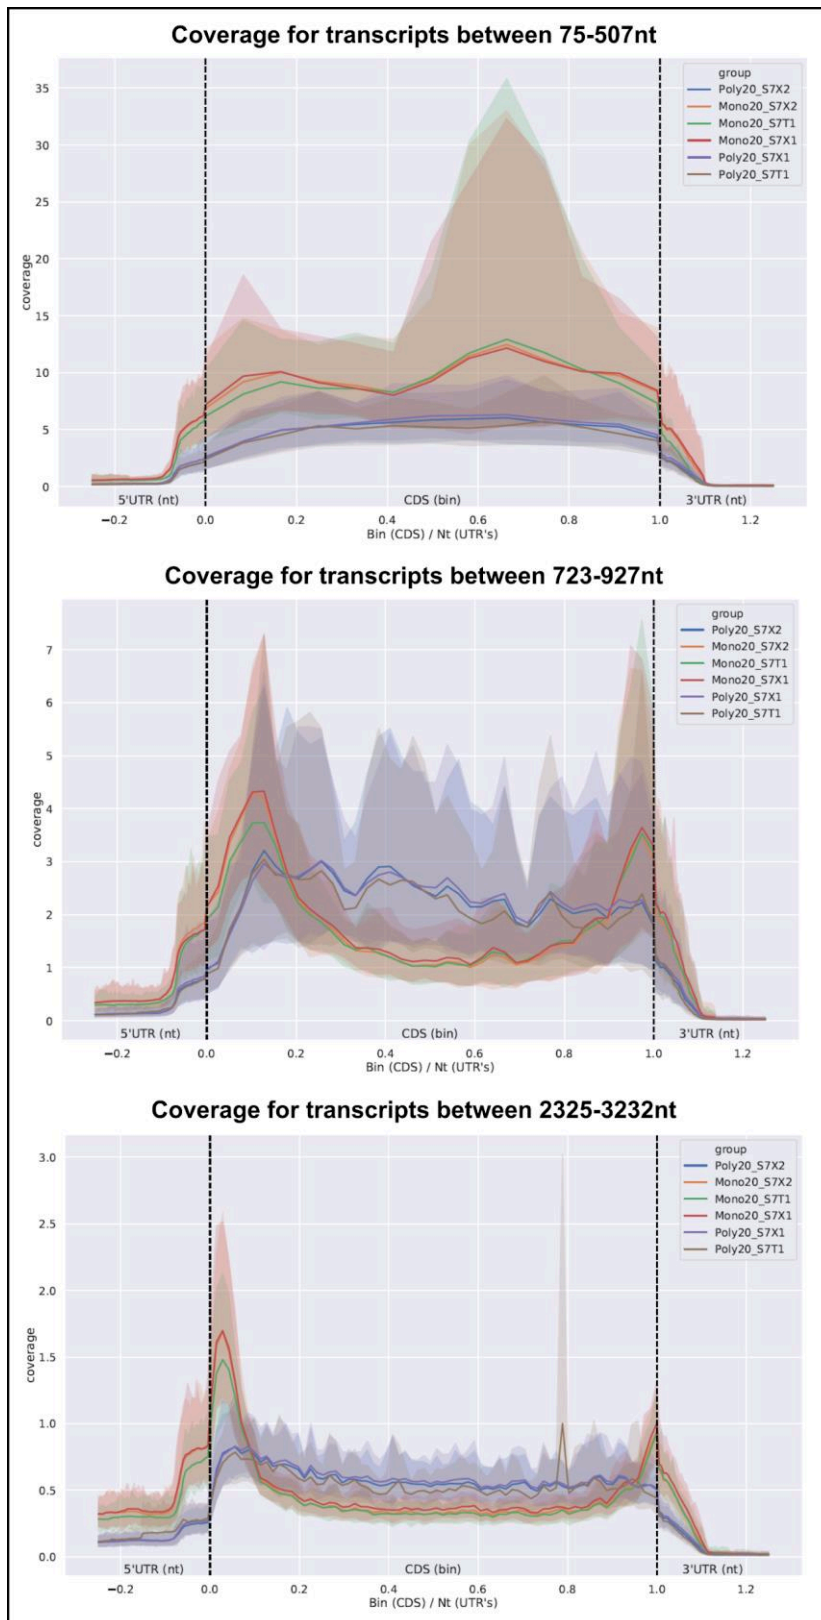 Coverage for transcripts between 75-507nt
group
Poly20_S7X2
Mono20_S7X2
Mono20_S7T1
Mono20_S7X1
Poly20_S7X1
Poly20_S7T1
35
30
25
20
15
10
5
0
coverage
5'UTR (nt) CDS (bin) 3'UTR (nt)
−0.2 0.0 0.2 0.4 0.6 0.8 1.0 1.2
Bin (CDS) / Nt (UTR's)
Coverage for transcripts between 723-927nt
group
Poly20_S7X2
Mono20_S7X2
Mono20_S7T1
Mono20_S7X1
Poly20_S7X1
Poly20_S7T1
7
6
5
4
3
2
1
0
coverage
5'UTR (nt) CDS (bin) 3'UTR (nt)
−0.2 0.0 0.2 0.4 0.6 0.8 1.0 1.2
Bin (CDS) / Nt (UTR's)
Coverage for transcripts between 2325-3232nt
group
Poly20_S7X2
Mono20_S7X2
Mono20_S7T1
Mono20_S7X1
Poly20_S7X1
Poly20_S7T1
3.0
2.5
2.0
1.5
1.0
0.5
0.0
coverage
5'UTR (nt) CDS (bin) 3'UTR (nt)
−0.2 0.0 0.2 0.4 0.6 0.8 1.0 1.2
Bin (CDS) / Nt (UTR's)